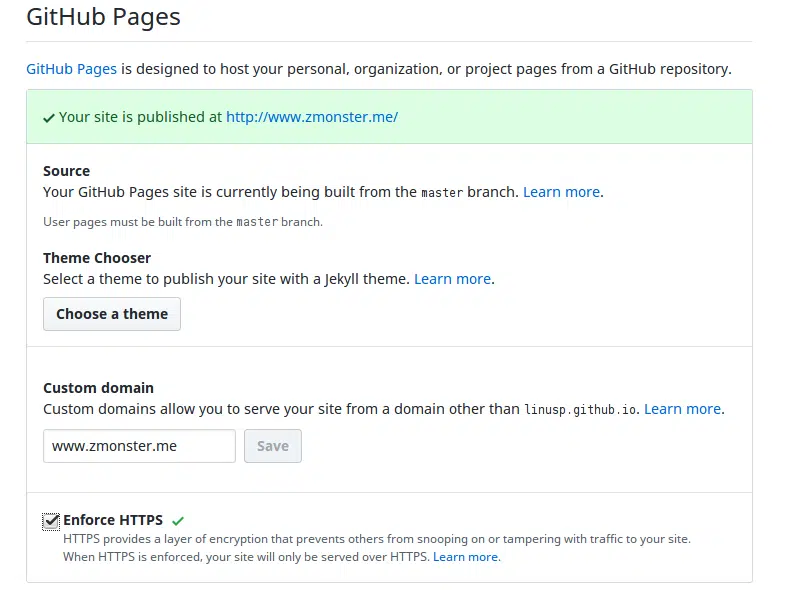 GitHub Pages
GitHub Pages is designed to host your personal, organization, or project pages from a GitHub repository.
Your site is published at http://www.zmonster.me/
Source
Your GitHub Pages site is currently being built from the master branch. Learn more.
User pages must be built from the master branch.
Theme Chooser
Select a theme to publish your site with a Jekyll theme. Learn more.
Choose a theme
Custom domain
Custom domains allow you to serve your site from a domain other than linusp.github.io. Learn more.
www.zmonster.me Save
Enforce HTTPS
HTTPS provides a layer of encryption that prevents others from snooping on or tampering with traffic to your site.
When HTTPS is enforced, your site will only be served over HTTPS. Learn more.